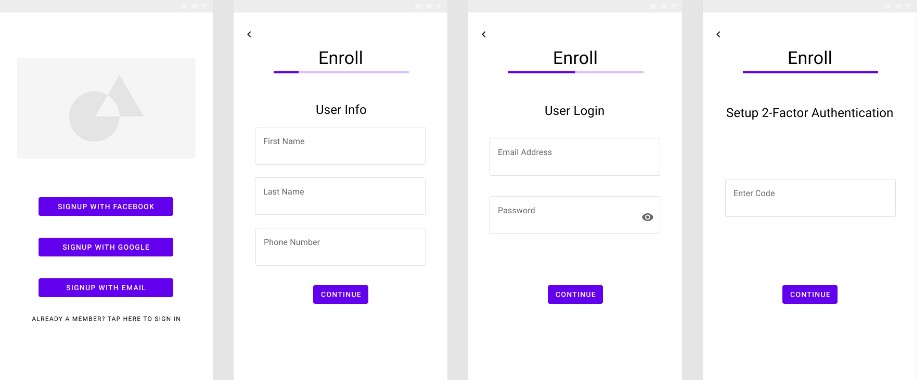 SIGNUP WITH FACEBOOK
SIGNUP WITH GOOGLE
SIGNUP WITH EMAIL
ALREADY A MEMBER? TAP HERE TO SIGN IN
Enroll
User Info
First Name
Last Name
Phone Number
CONTINUE
Enroll
User Login
Email Address
Password
CONTINUE
Enroll
Setup 2-Factor Authentication
Enter Code
CONTINUE